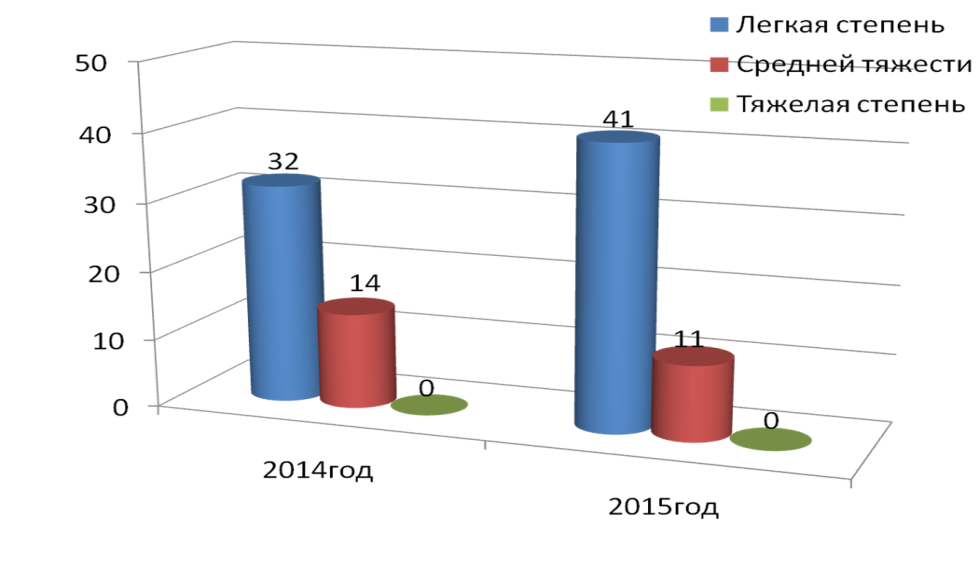 Легкая степень
Средней тяжести
Тяжелая степень
50
40
30
20
10
0
32
14
0
41
11
0
2014год
2015год